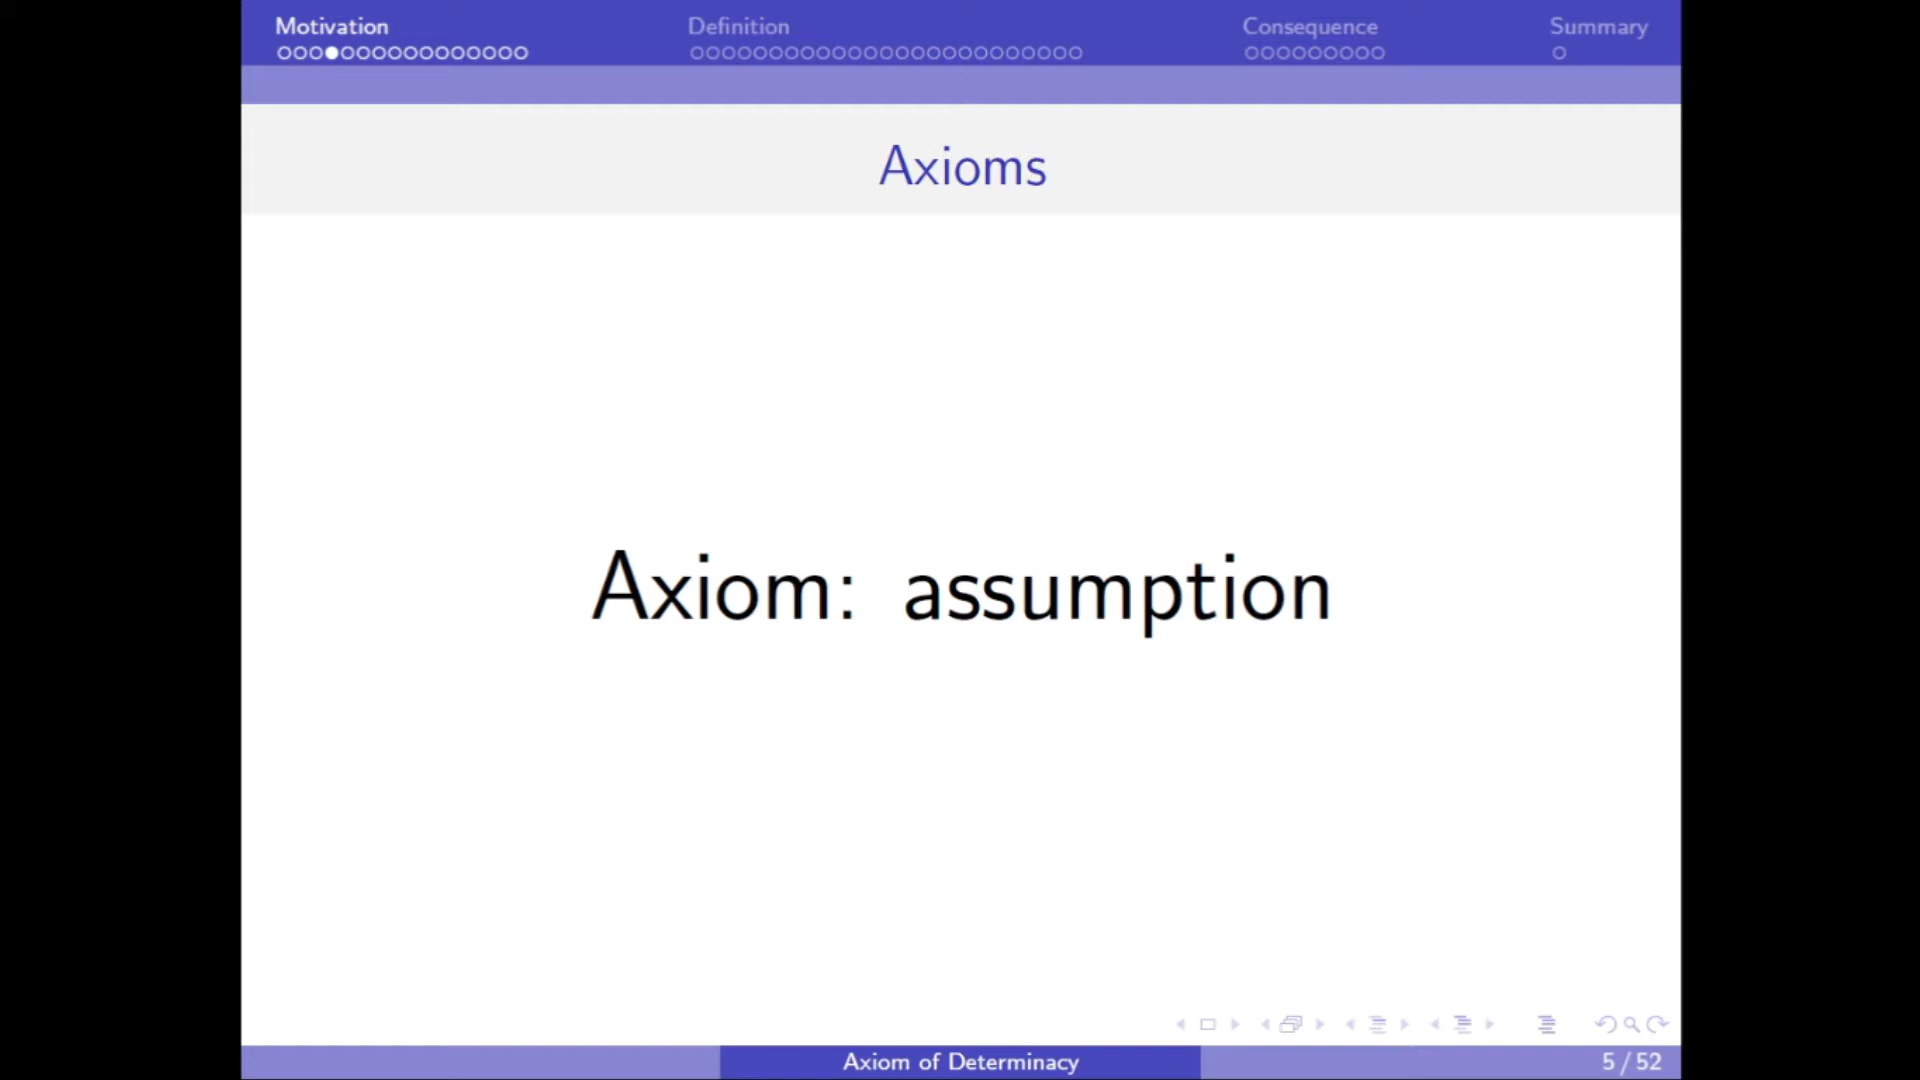 Motivation Definition Consequence Summary
Axioms
Axiom: assumption
Axiom of Determinacy 5 / 52